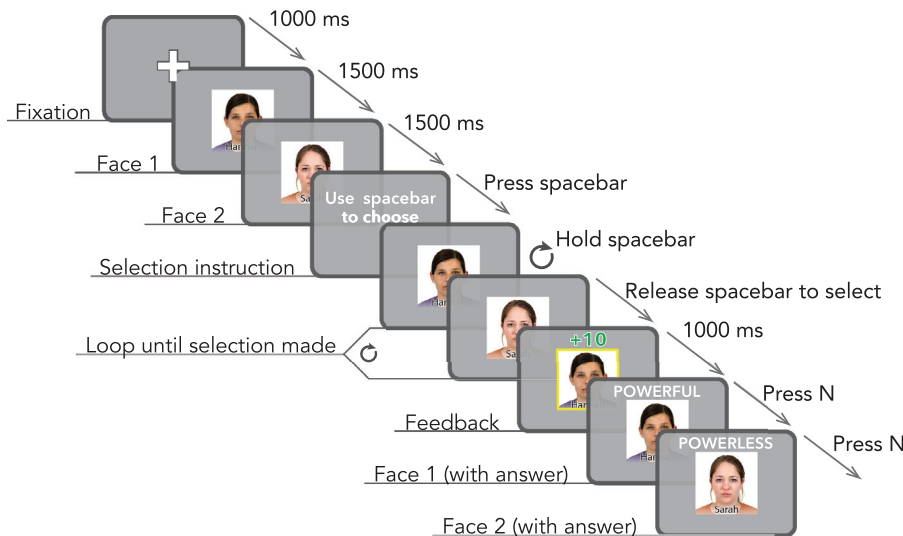 1000 ms
1500 ms
Fixation
1500 ms
Face 1
Press spacebar
Face 2
Use spacebar
to choose
Hold spacebar
Selection instruction
Release spacebar to select
Loop until selection made
1000 ms
+10
Press N
Feedback
POWERFUL
Press N
Face 1 (with answer)
POWERLESS
Sarah
Face 2 (with answer)